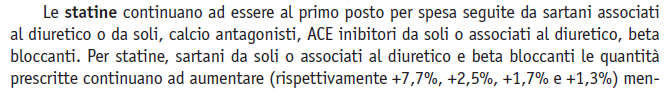 Le statine continuano ad essere al primo posto per spesa seguite da sartani associati
al diuretico o da soli, calcio antagonisti, ACE inibitori da soli o associati al diuretico, beta
bloccanti. Per statine, sartani da soli o associati al diuretico e beta bloccanti le quantità
prescritte continuano ad aumentare (rispettivamente +7,7%, +2,5%, +1,7% e +1,3%) men-